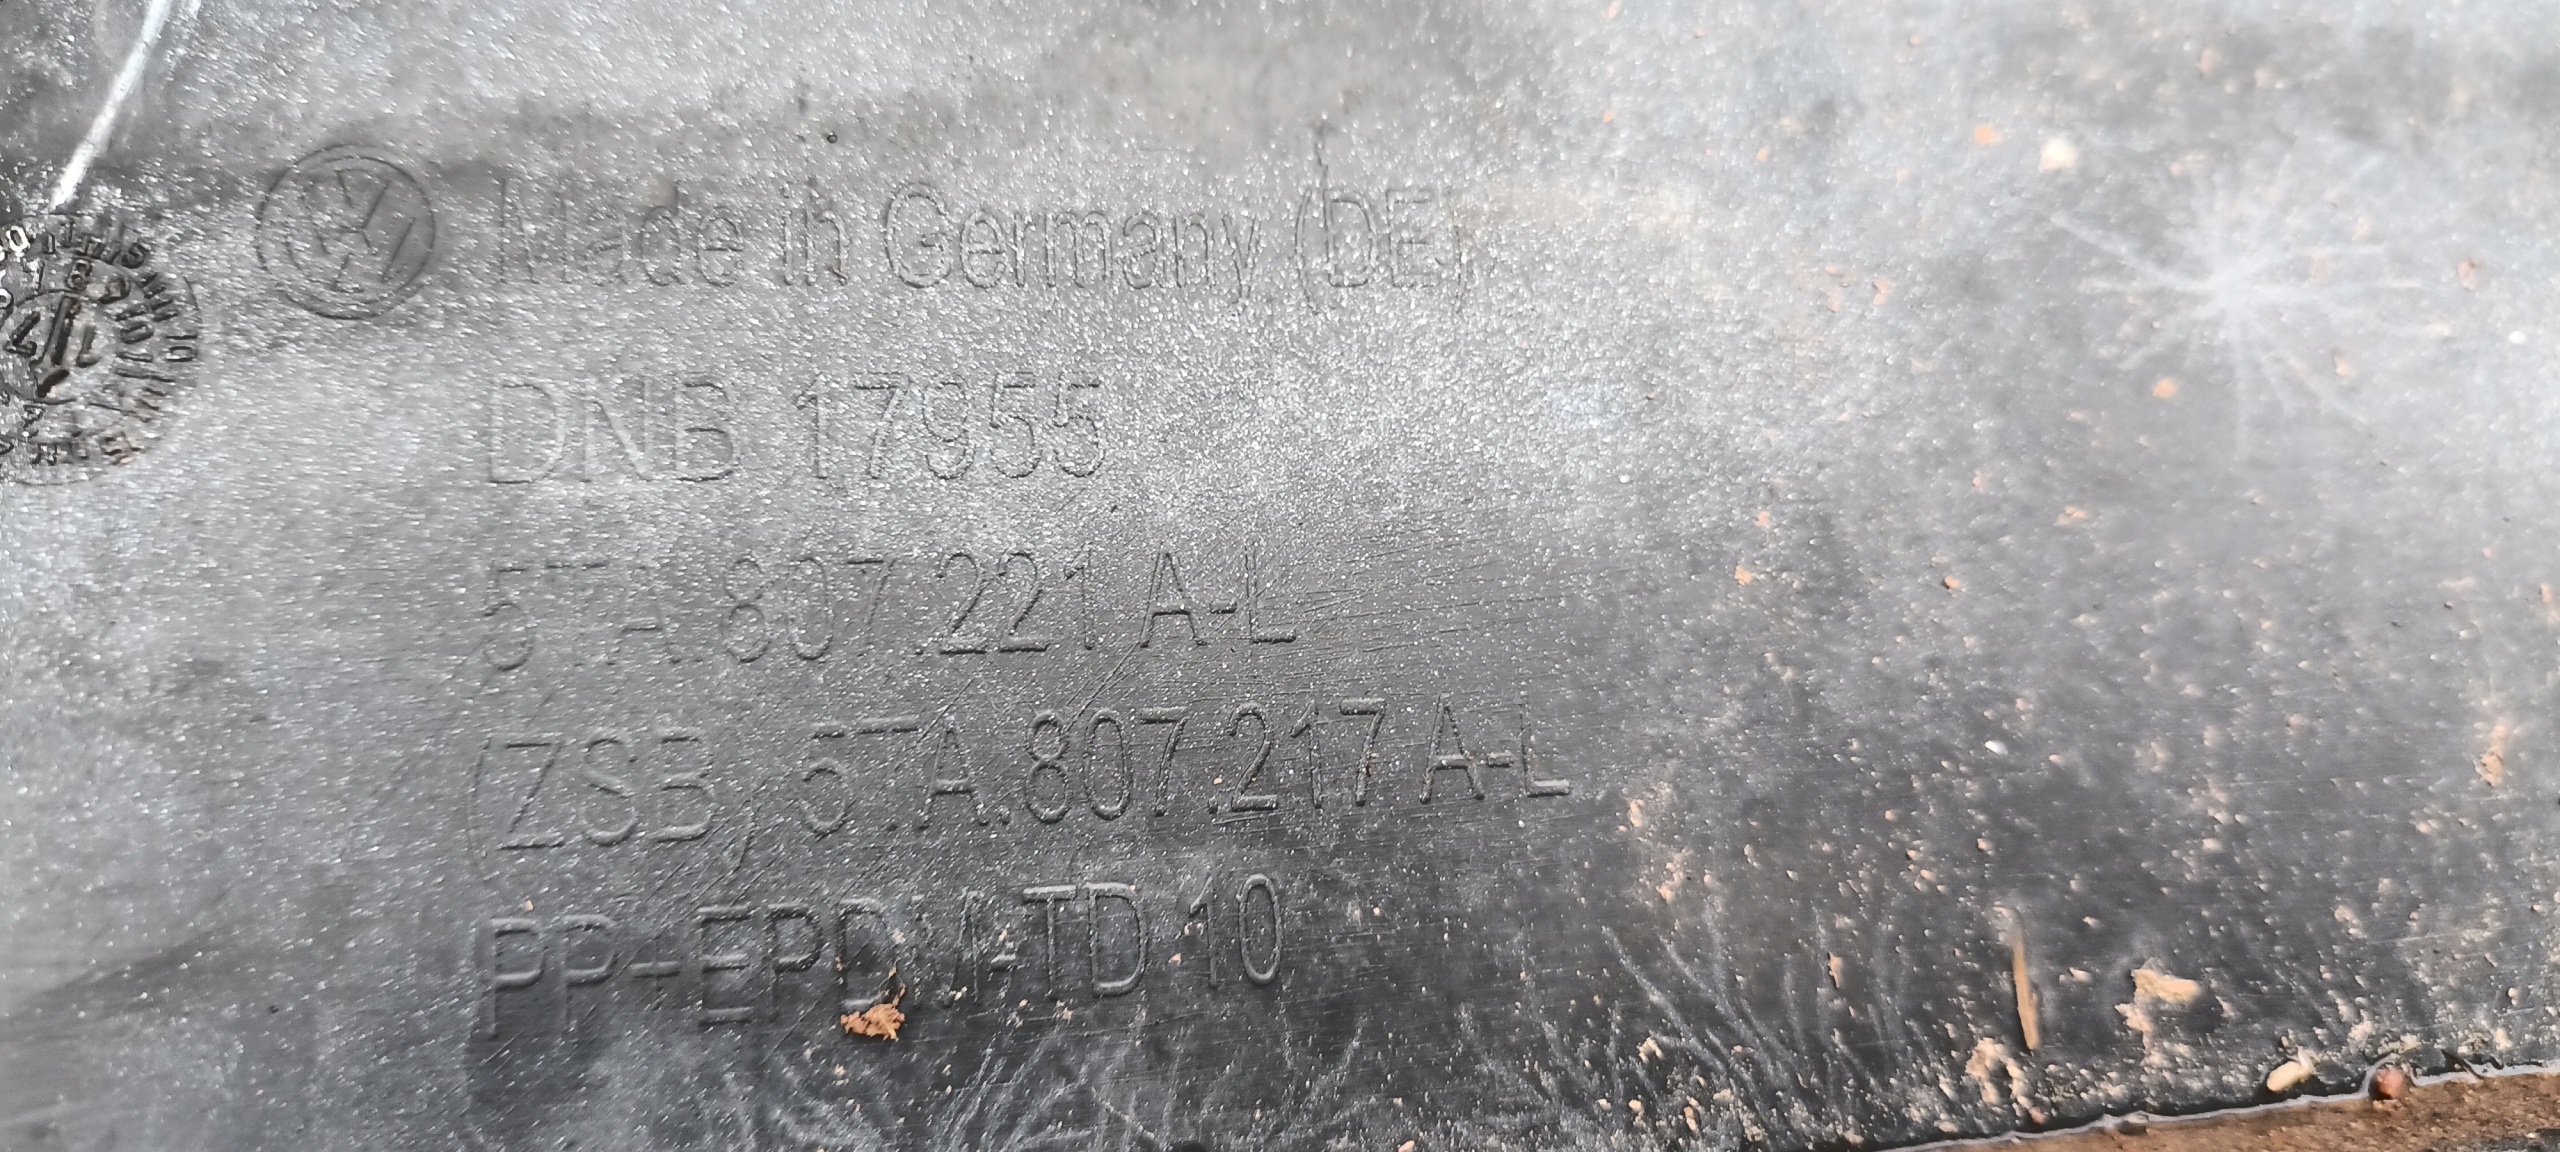 Made in Germany (DE)
DNB 17955
5TA.807.221 A-L
(ZSB) 5TA.807.217 A-L
PP+EPDM-TD 10